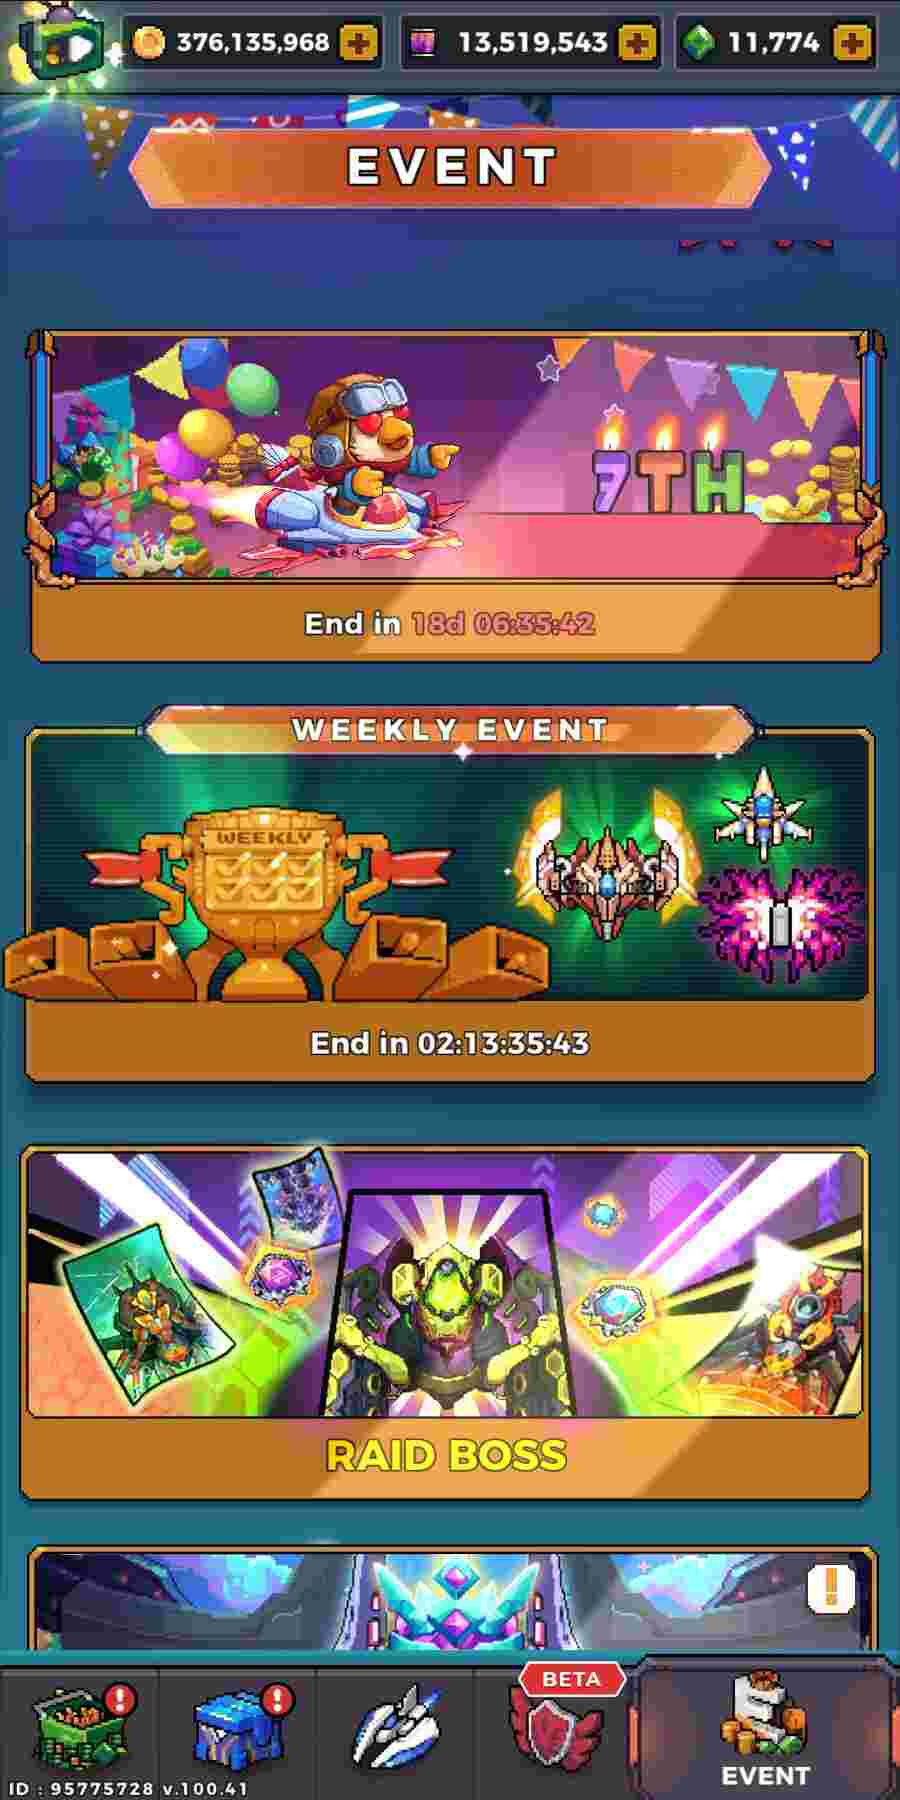 376,135,968
13,519,543
11,774
EVENT
7TH
End in 18d 06:35:42
WEEKLY EVENT
WEEKLY
End in 02:13:35:43
RAID BOSS
BETA
EVENT
ID : 95775728 v.100.41